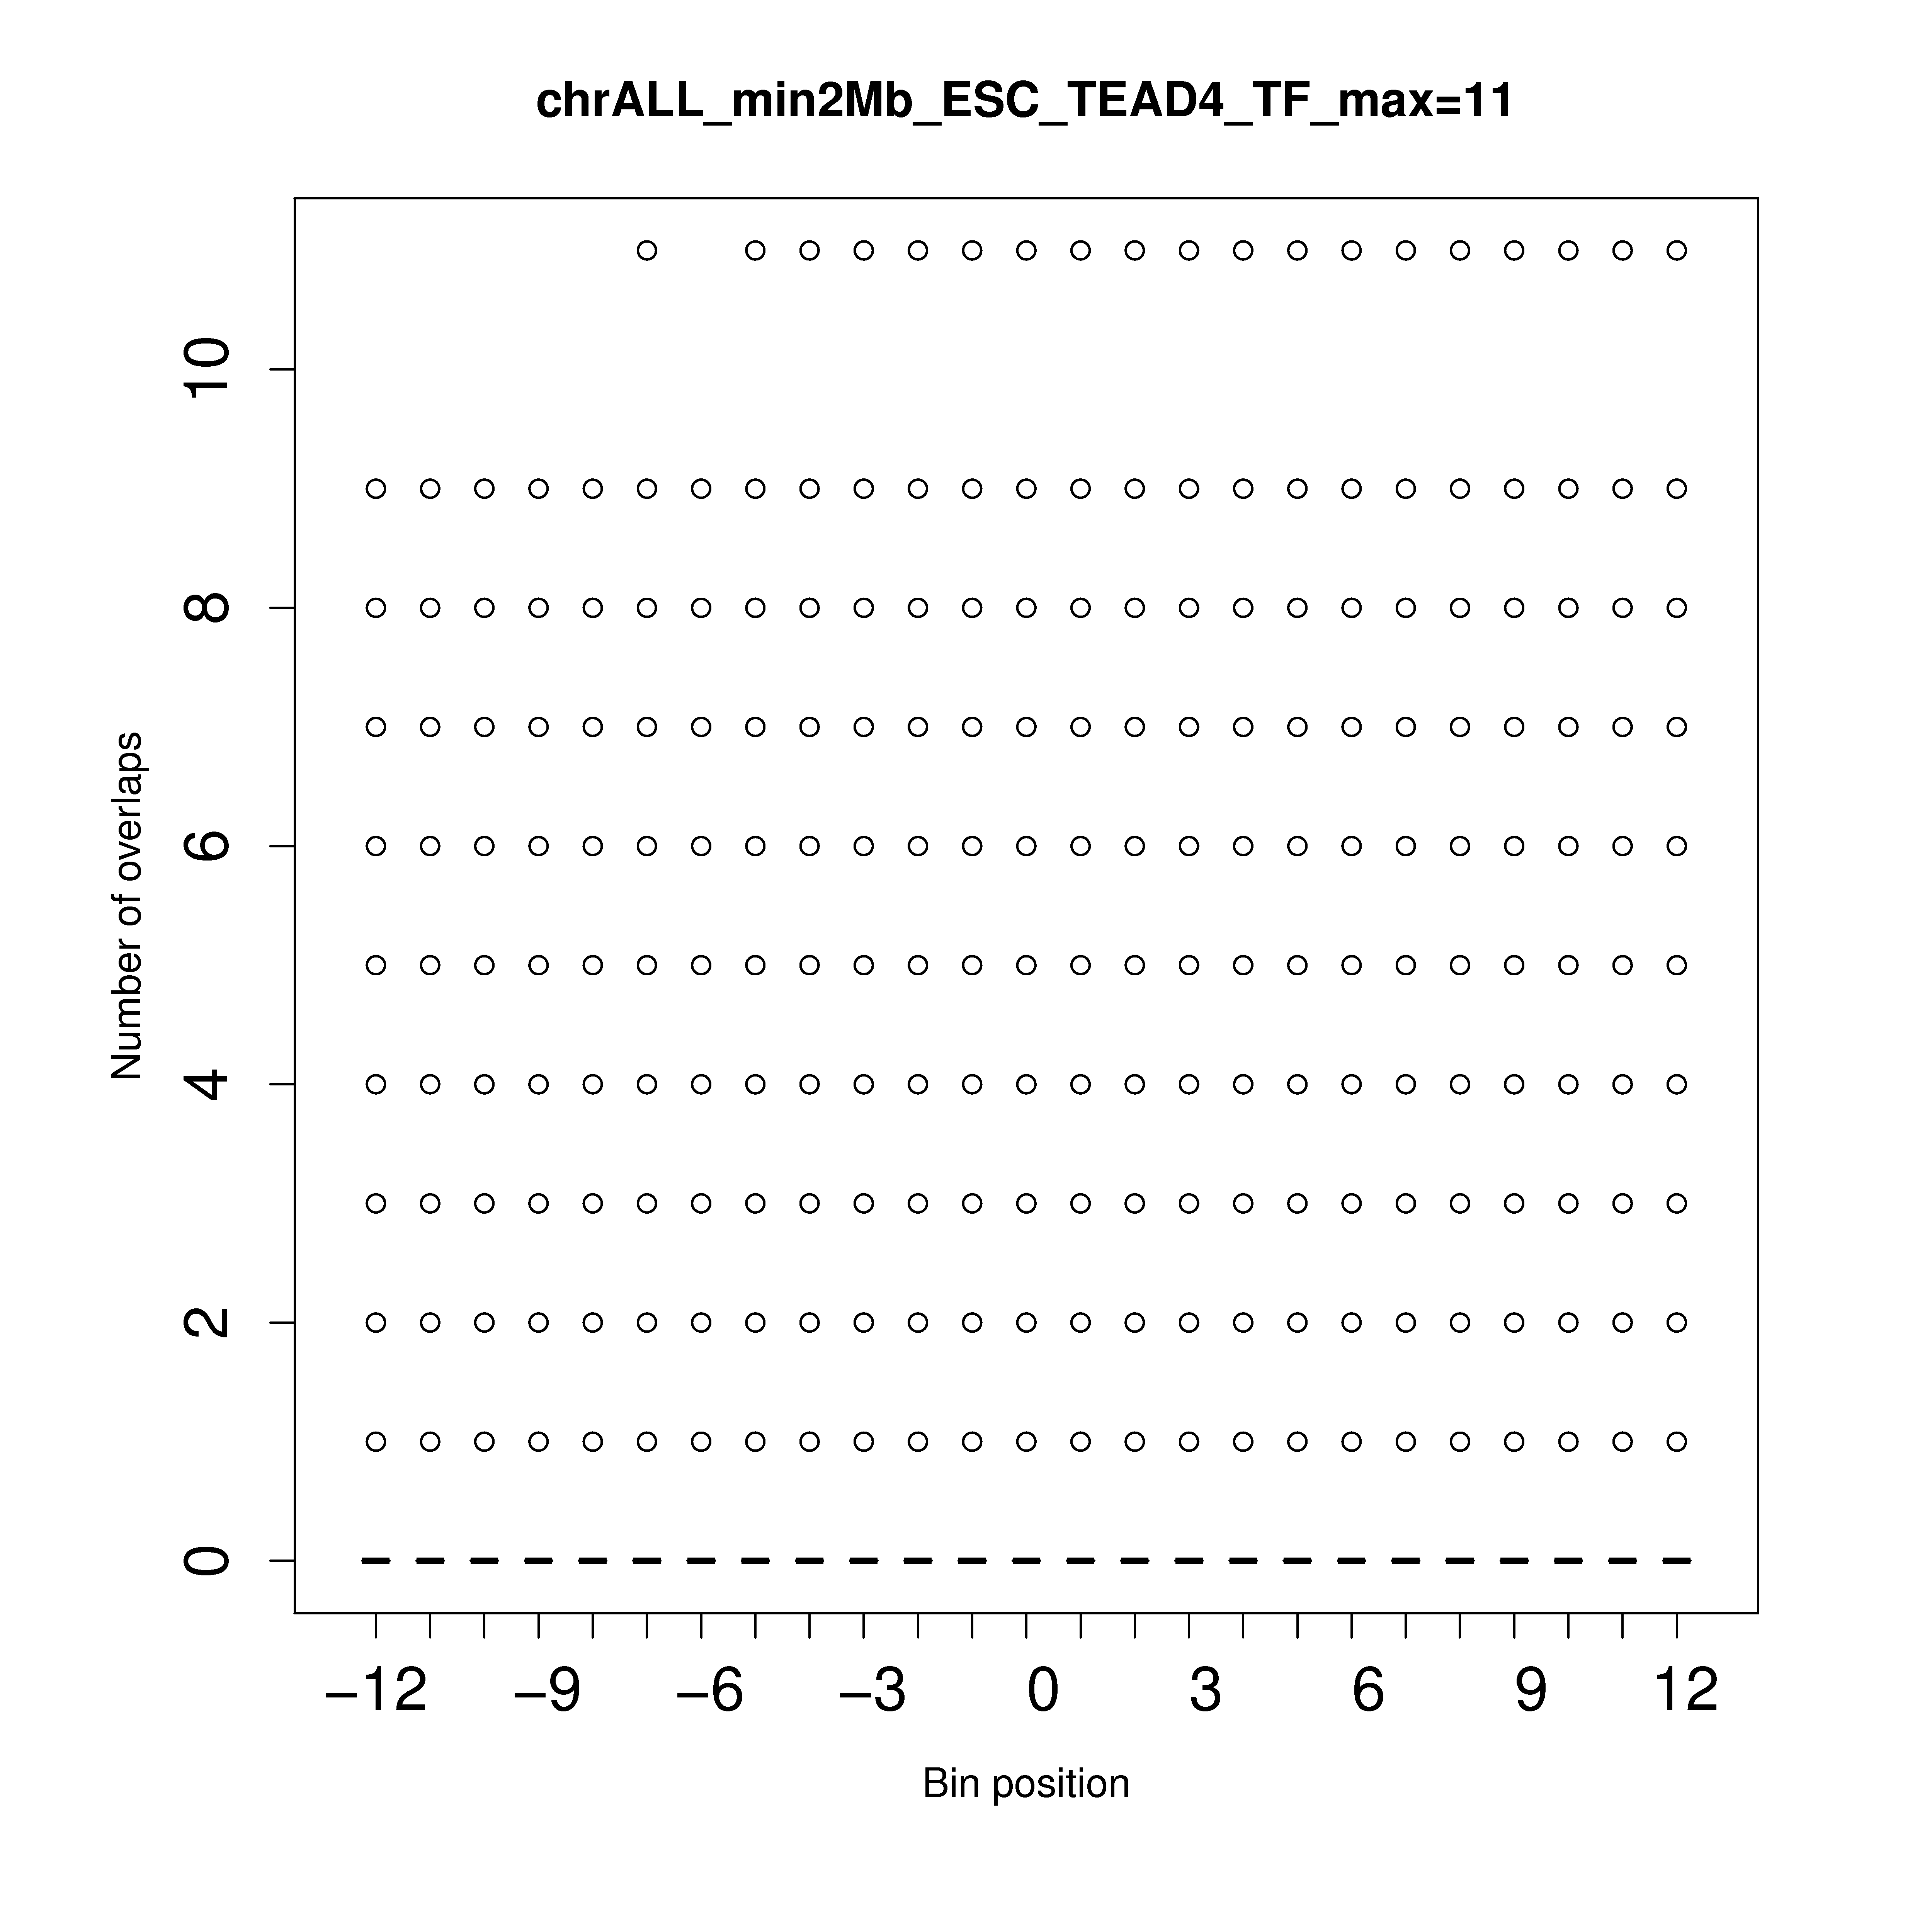 chrALL_min2Mb_ESC_TEAD4_TF_max=11
Number of overlaps
10
8
6
4
2
0
−12 −9 −6 −3 0 3 6 9 12
Bin position